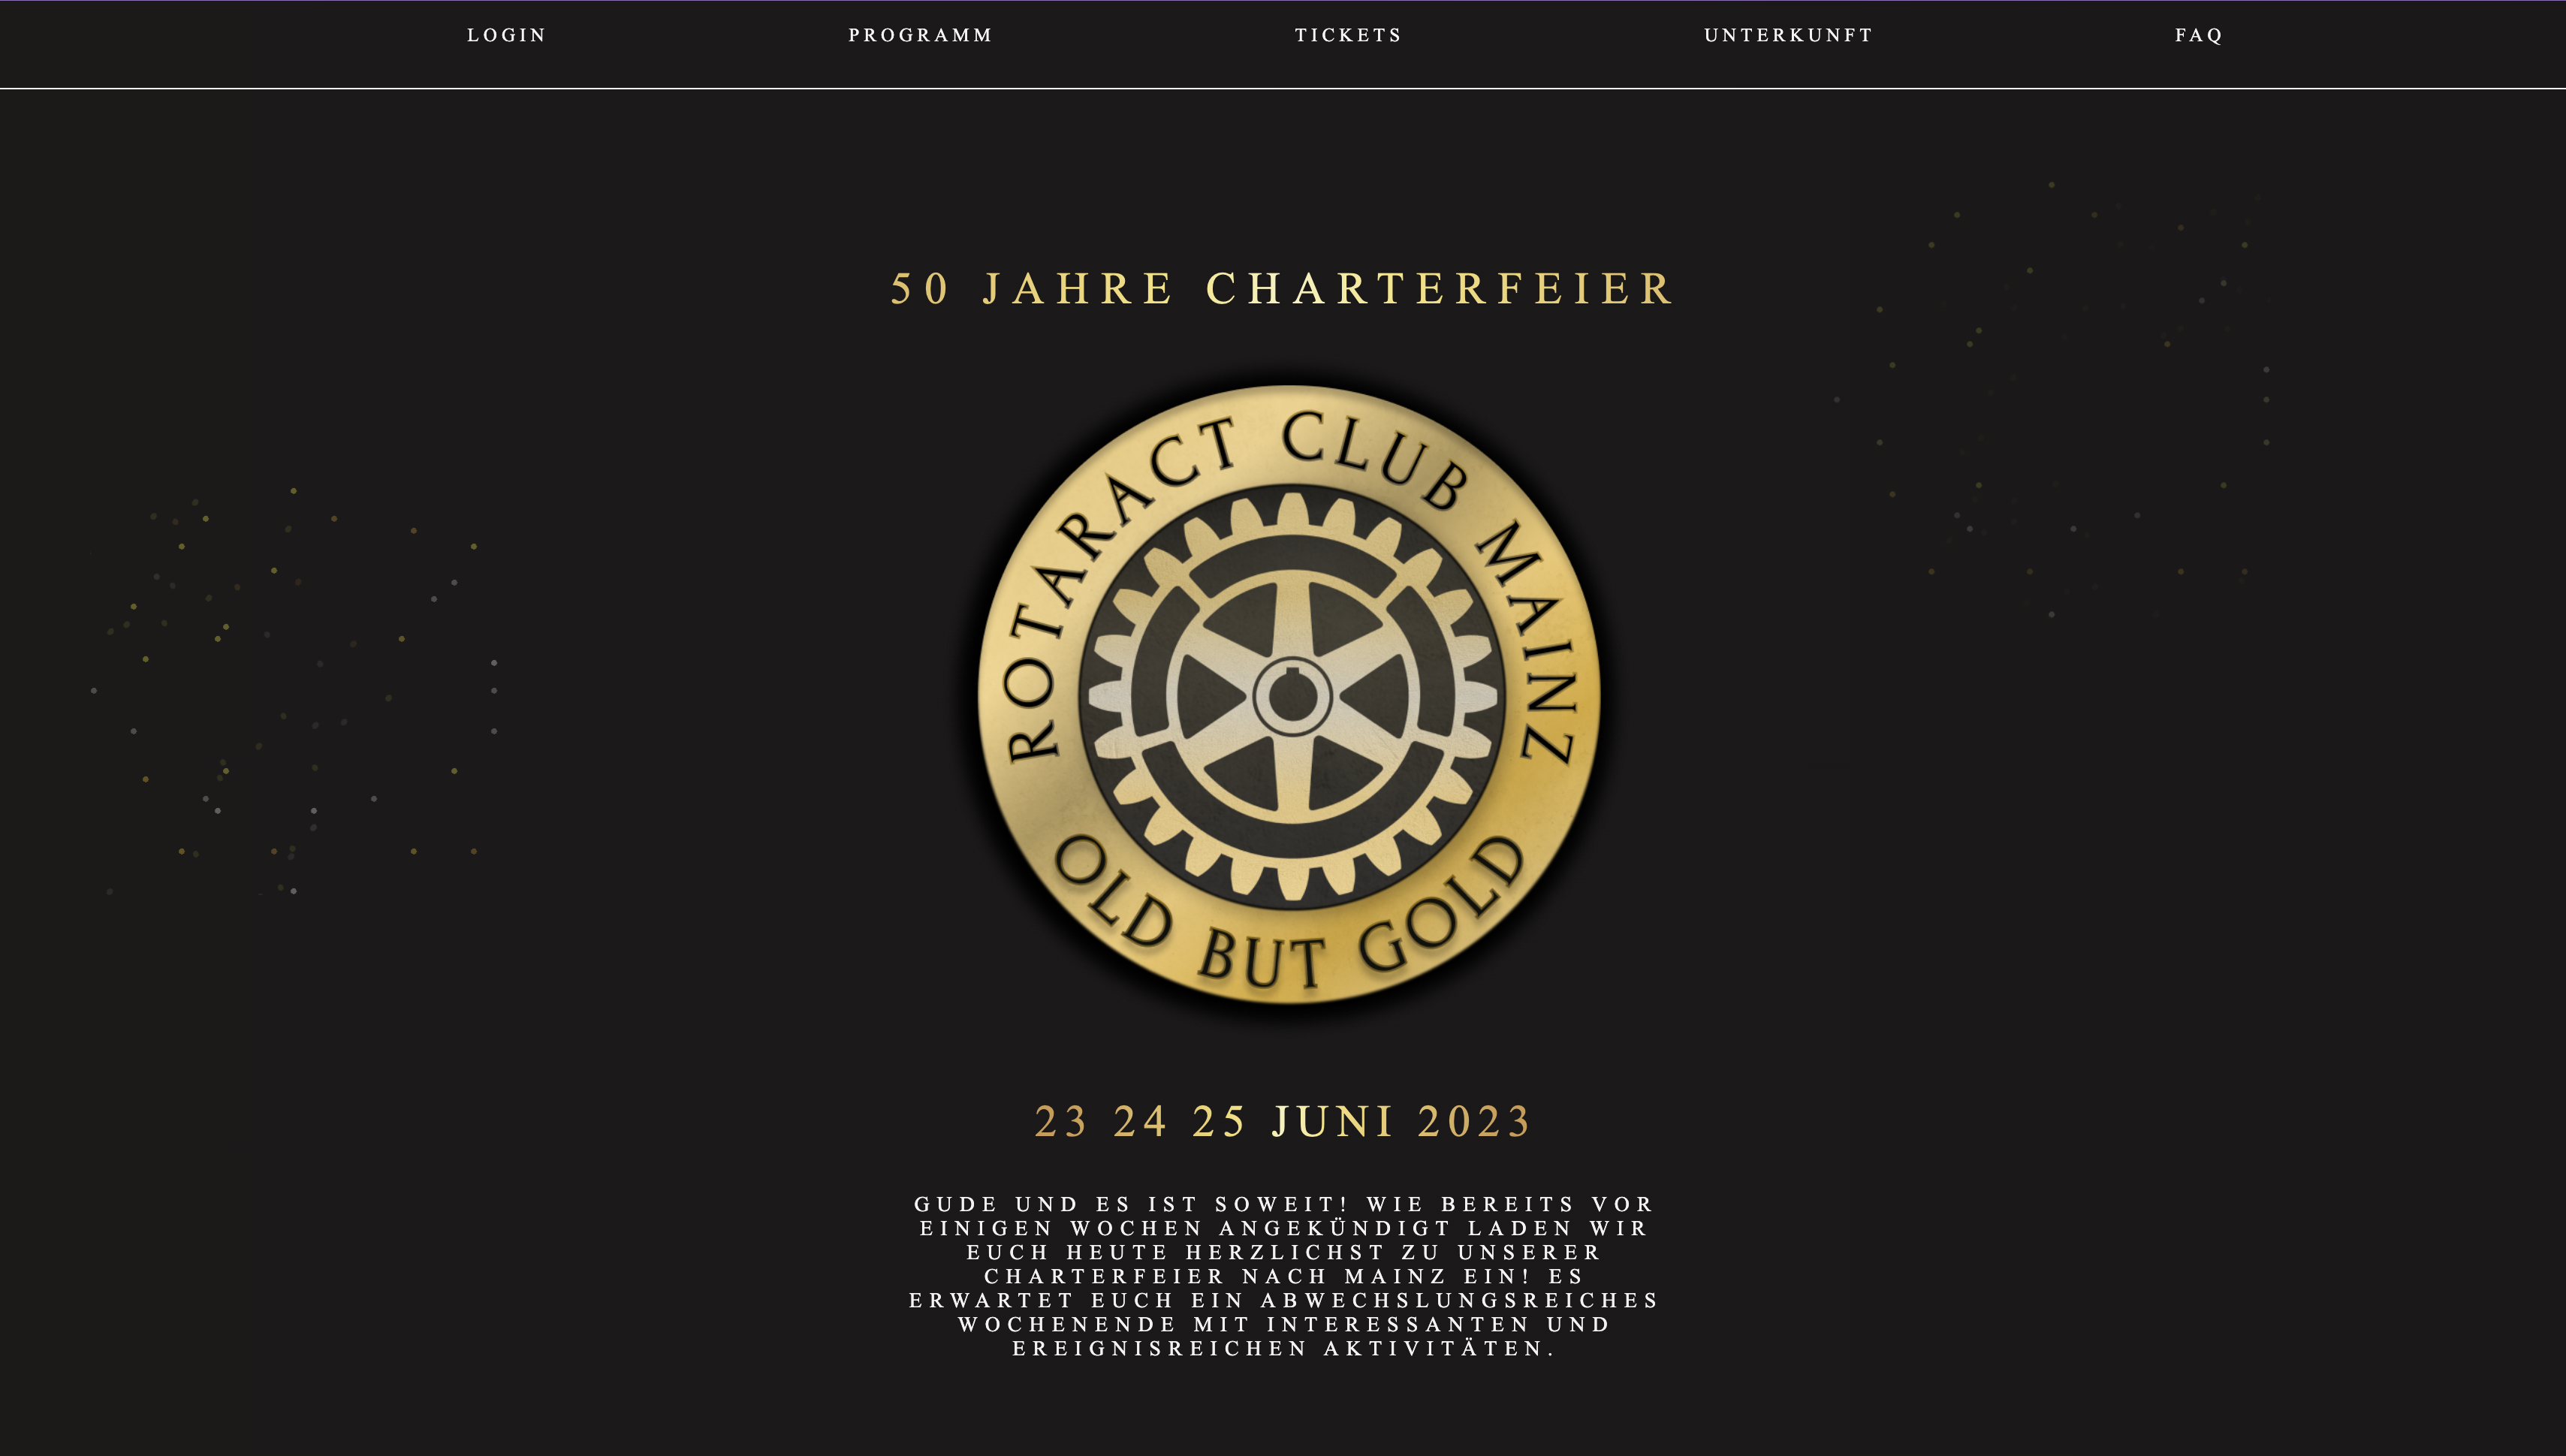 LOGIN
PROGRAMM
TICKETS
UNTERKUNFT
FAQ
50 JAHRE CHARTERFEIER
ROTARACT CLUB MAINZ
OLD BUT GOLD
23 24 25 JUNI 2023
GUDE UND ES IST SOWEIT! WIE BEREITS VOR
EINIGEN WOCHEN ANGEKÜNDIGT LADEN WIR
EUCH HEUTE HERZLICHST ZU UNSERER
CHARTERFEIER NACH MAINZ EIN! ES
ERWARTET EUCH EIN ABWECHSLUNGSREICHES
WOCHENENDE MIT INTERESSANTEN UND
EREIGNISREICHEN AKTIVITÄTEN.